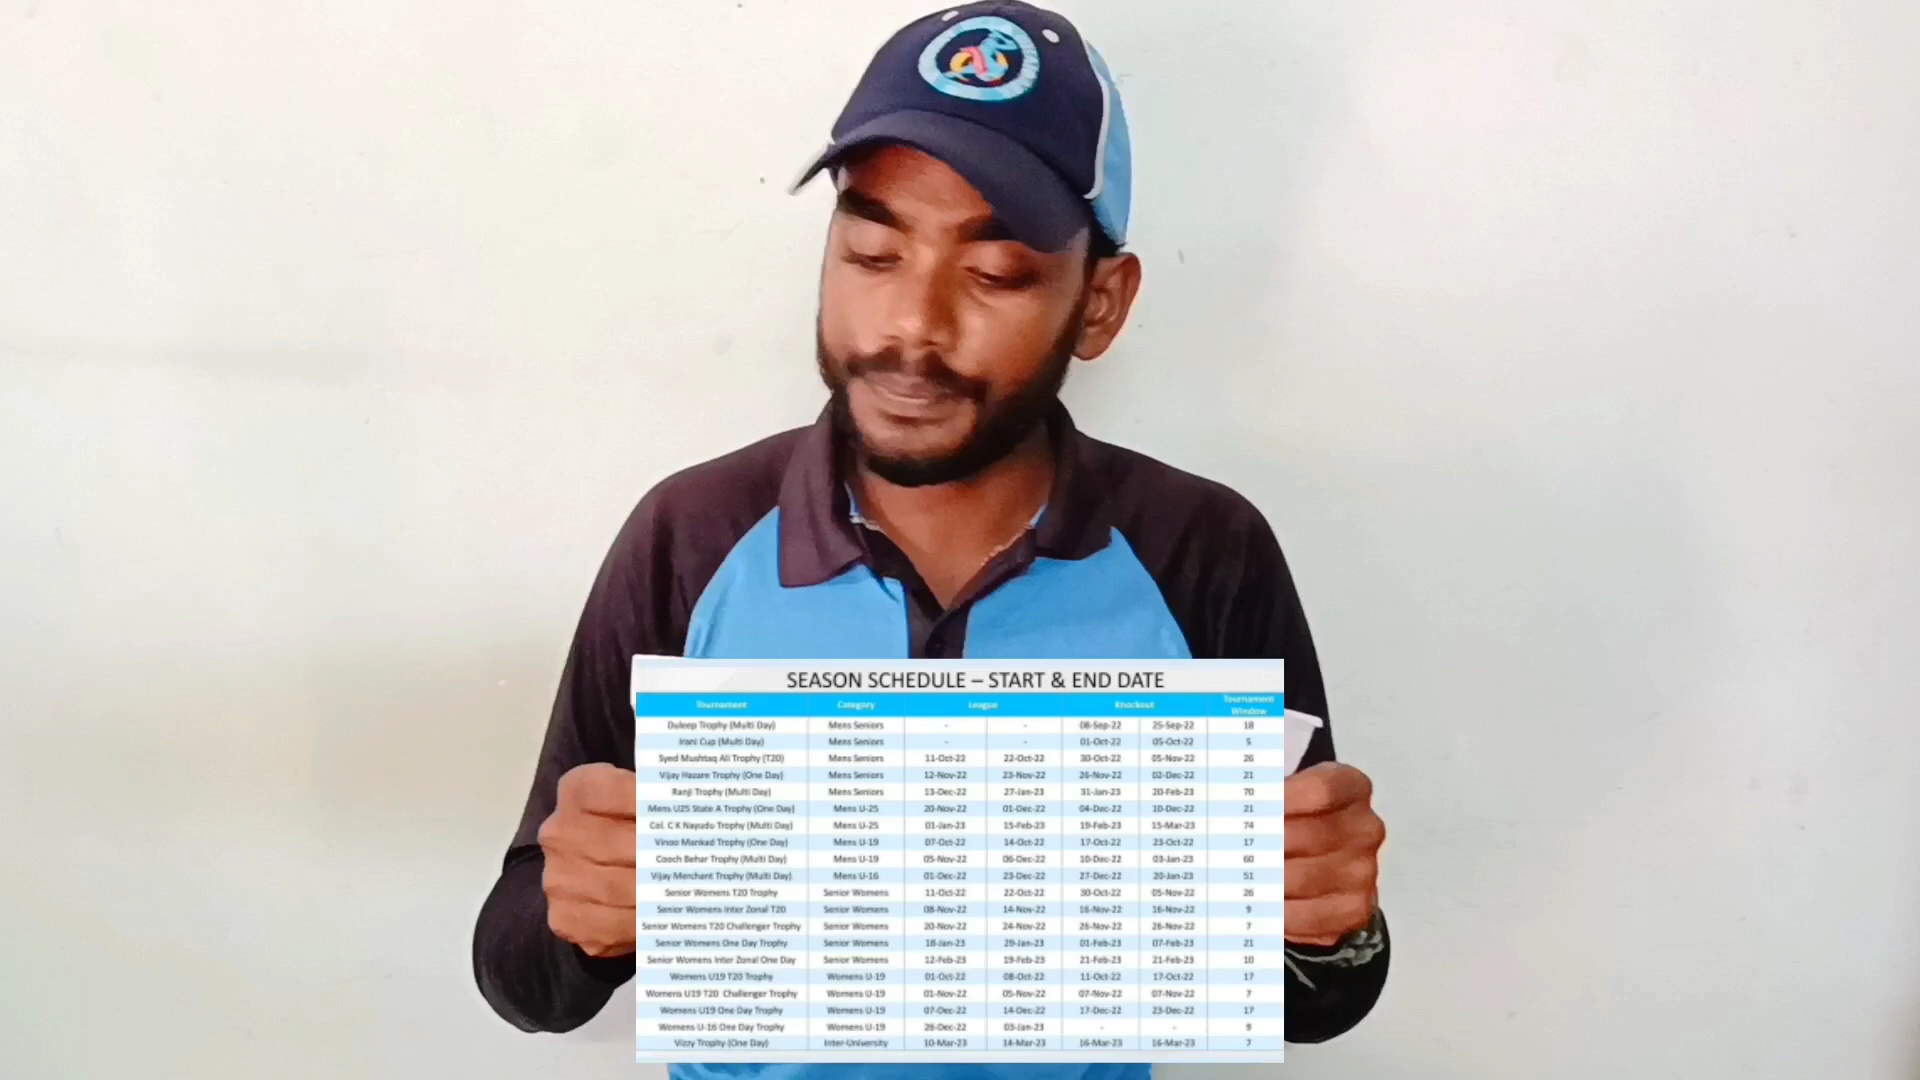 SEASON SCHEDULE – START & END DATE
Tournament Category League Knockout Tournament Window
Duleep Trophy (Multi Day) Mens Seniors - - 08-Sep-22 25-Sep-22 18
Irani Cup (Multi Day) Mens Seniors - - 01-Oct-22 05-Oct-22 5
Syed Mushtaq Ali Trophy (T20) Mens Seniors 11-Oct-22 22-Oct-22 30-Oct-22 05-Nov-22 26
Vijay Hazare Trophy (One Day) Mens Seniors 12-Nov-22 23-Nov-22 26-Nov-22 02-Dec-22 21
Ranji Trophy (Multi Day) Mens Seniors 13-Dec-22 27-Jan-23 31-Jan-23 20-Feb-23 70
Mens U25 State A Trophy (One Day) Mens U-25 20-Nov-22 01-Dec-22 04-Dec-22 10-Dec-22 21
Col. C K Nayudu Trophy (Multi Day) Mens U-25 01-Jan-23 15-Feb-23 19-Feb-23 15-Mar-23 74
Vinoo Mankad Trophy (One Day) Mens U-19 07-Oct-22 14-Oct-22 17-Oct-22 23-Oct-22 17
Cooch Behar Trophy (Multi Day) Mens U-19 05-Nov-22 06-Dec-22 10-Dec-22 03-Jan-23 60
Vijay Merchant Trophy (Multi Day) Mens U-16 01-Dec-22 23-Dec-22 27-Dec-22 20-Jan-23 51
Senior Womens T20 Trophy Senior Womens 11-Oct-22 22-Oct-22 30-Oct-22 05-Nov-22 26
Senior Womens Inter Zonal T20 Senior Womens 08-Nov-22 14-Nov-22 16-Nov-22 16-Nov-22 9
Senior Womens T20 Challenger Trophy Senior Womens 20-Nov-22 24-Nov-22 26-Nov-22 26-Nov-22 7
Senior Womens One Day Trophy Senior Womens 18-Jan-23 29-Jan-23 01-Feb-23 07-Feb-23 21
Senior Womens Inter Zonal One Day Senior Womens 12-Feb-23 19-Feb-23 21-Feb-23 21-Feb-23 10
Womens U19 T20 Trophy Womens U-19 01-Oct-22 08-Oct-22 11-Oct-22 17-Oct-22 17
Womens U19 T20 Challenger Trophy Womens U-19 01-Nov-22 05-Nov-22 07-Nov-22 07-Nov-22 7
Womens U19 One Day Trophy Womens U-19 07-Dec-22 14-Dec-22 17-Dec-22 23-Dec-22 17
Womens U-16 One Day Trophy Womens U-19 26-Dec-22 03-Jan-23 - - 9
Vizzy Trophy (One Day) Inter-University 10-Mar-23 14-Mar-23 16-Mar-23 16-Mar-23 7